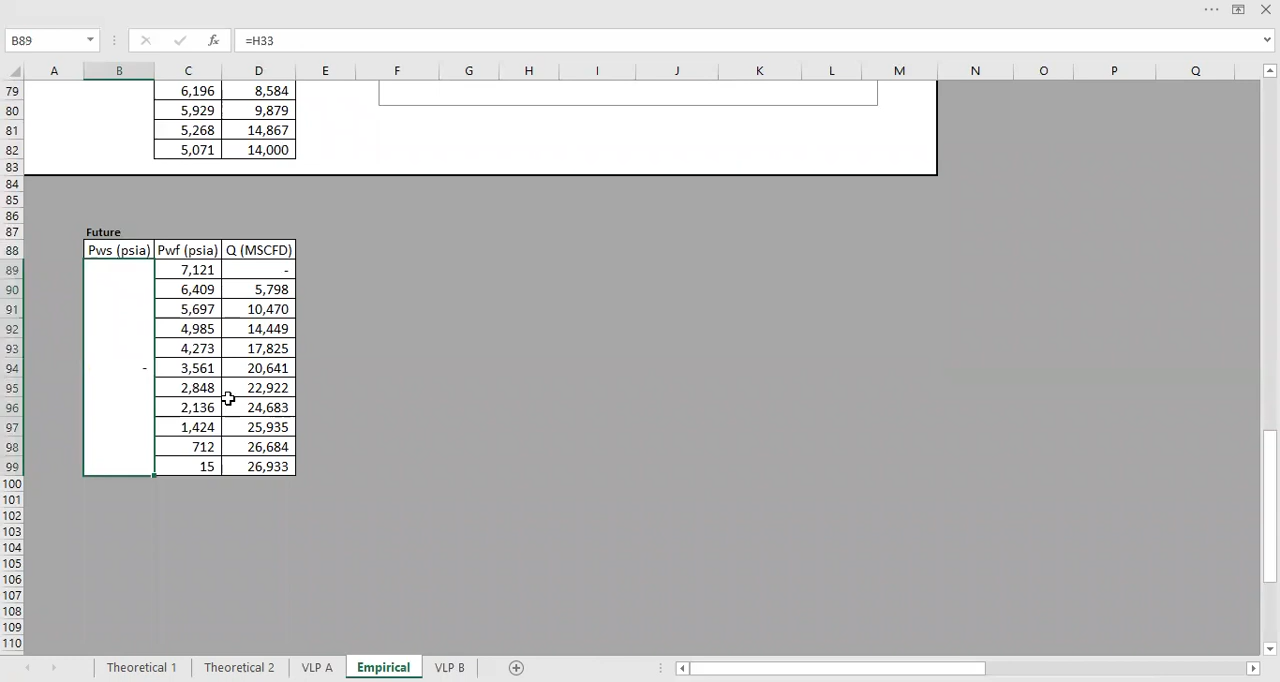 B89 fx =H33
A B C D E F G H I J K L M N O P Q
79 6,196 8,584
80 5,929 9,879
81 5,268 14,867
82 5,071 14,000
83
84
85
86
87 Future
88 Pws (psia) Pwf (psia) Q (MSCFD)
89 7,121 -
90 6,409 5,798
91 5,697 10,470
92 4,985 14,449
93 4,273 17,825
94 - 3,561 20,641
95 2,848 22,922
96 2,136 24,683
97 1,424 25,935
98 712 26,684
99 15 26,933
100
101
102
103
104
105
106
107
108
109
110
Theoretical 1 Theoretical 2 VLP A Empirical VLP B